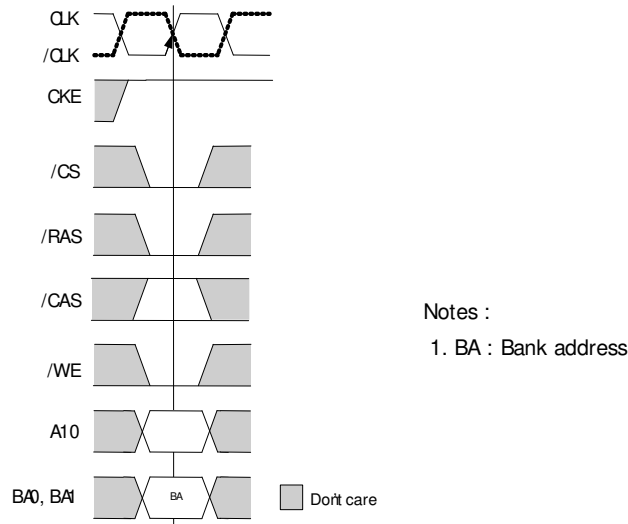 CLK
/CLK
CKE
/CS
/RAS
/CAS
/WE
A10
BA0, BA1
BA
Don't care
Notes :
1. BA : Bank address